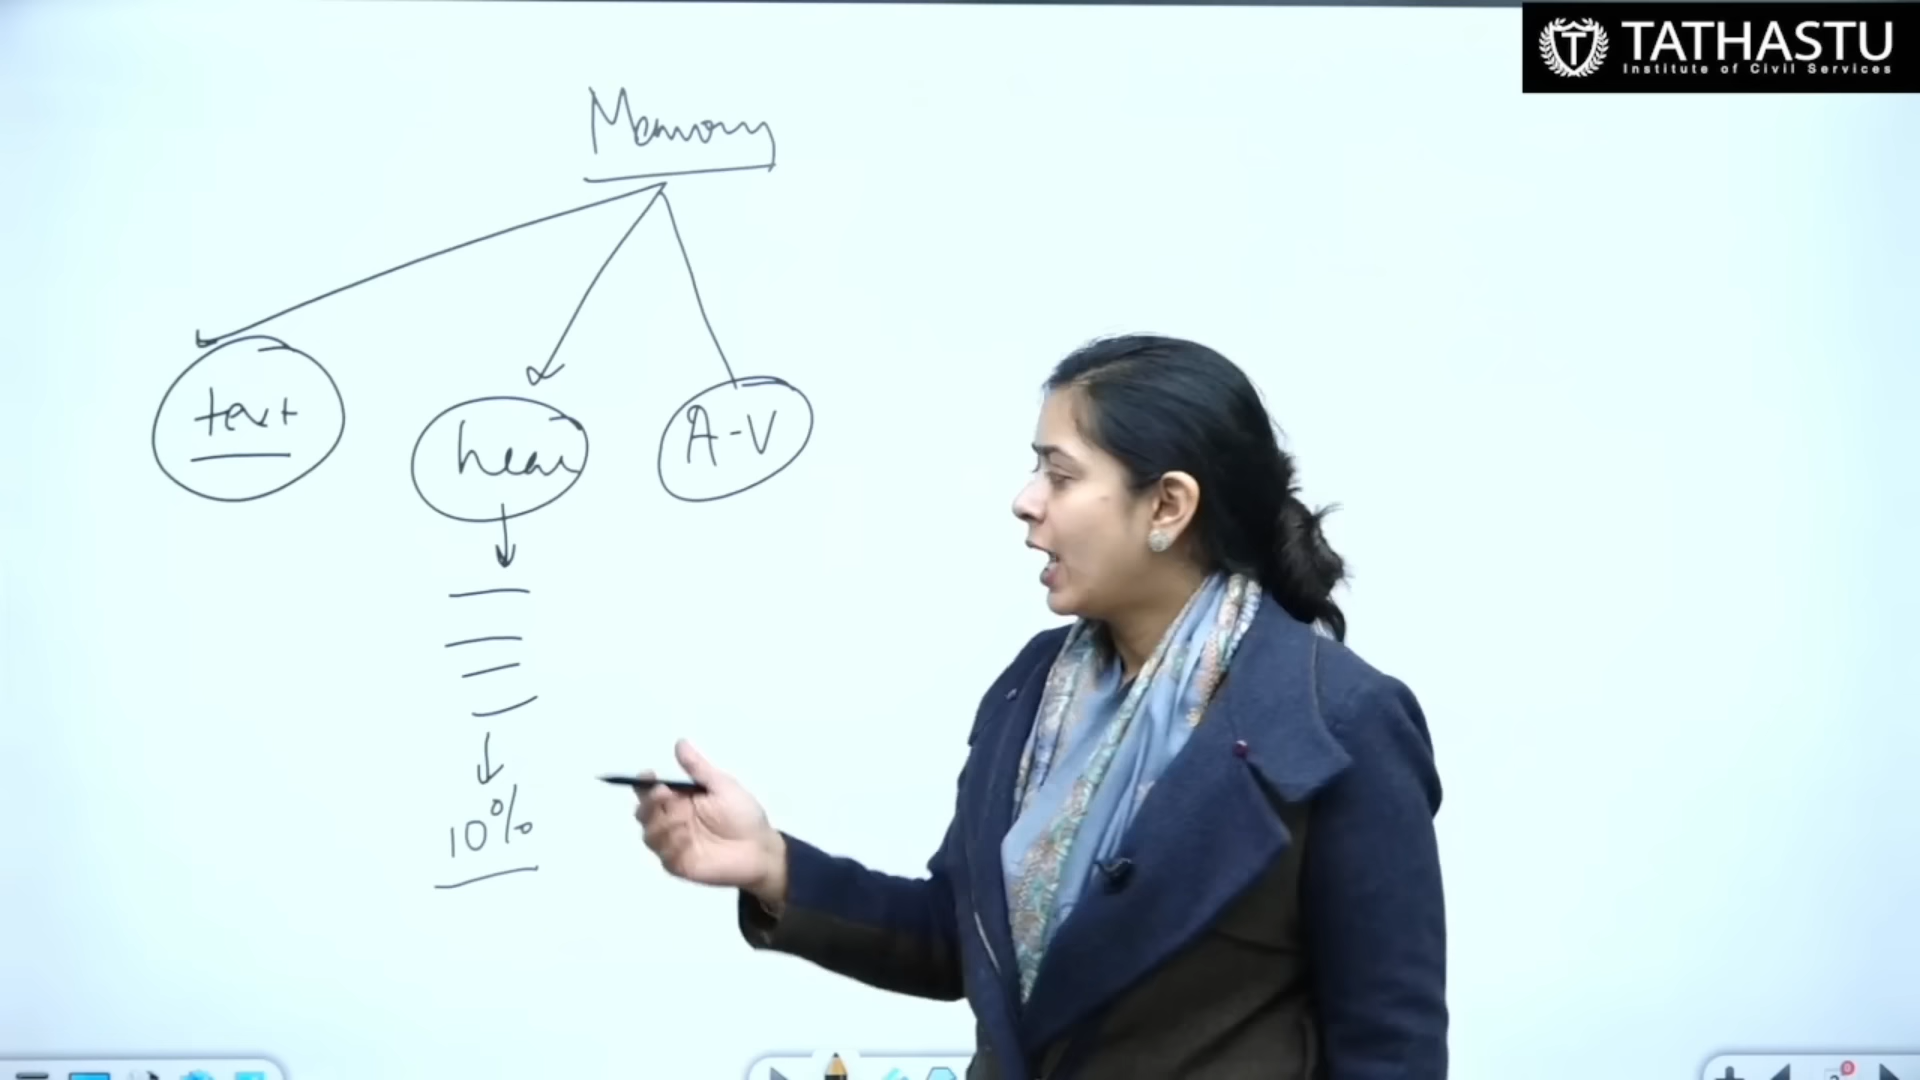 TATHASTU
Institute of Civil Services
Memory
text
hear
A-V
10%